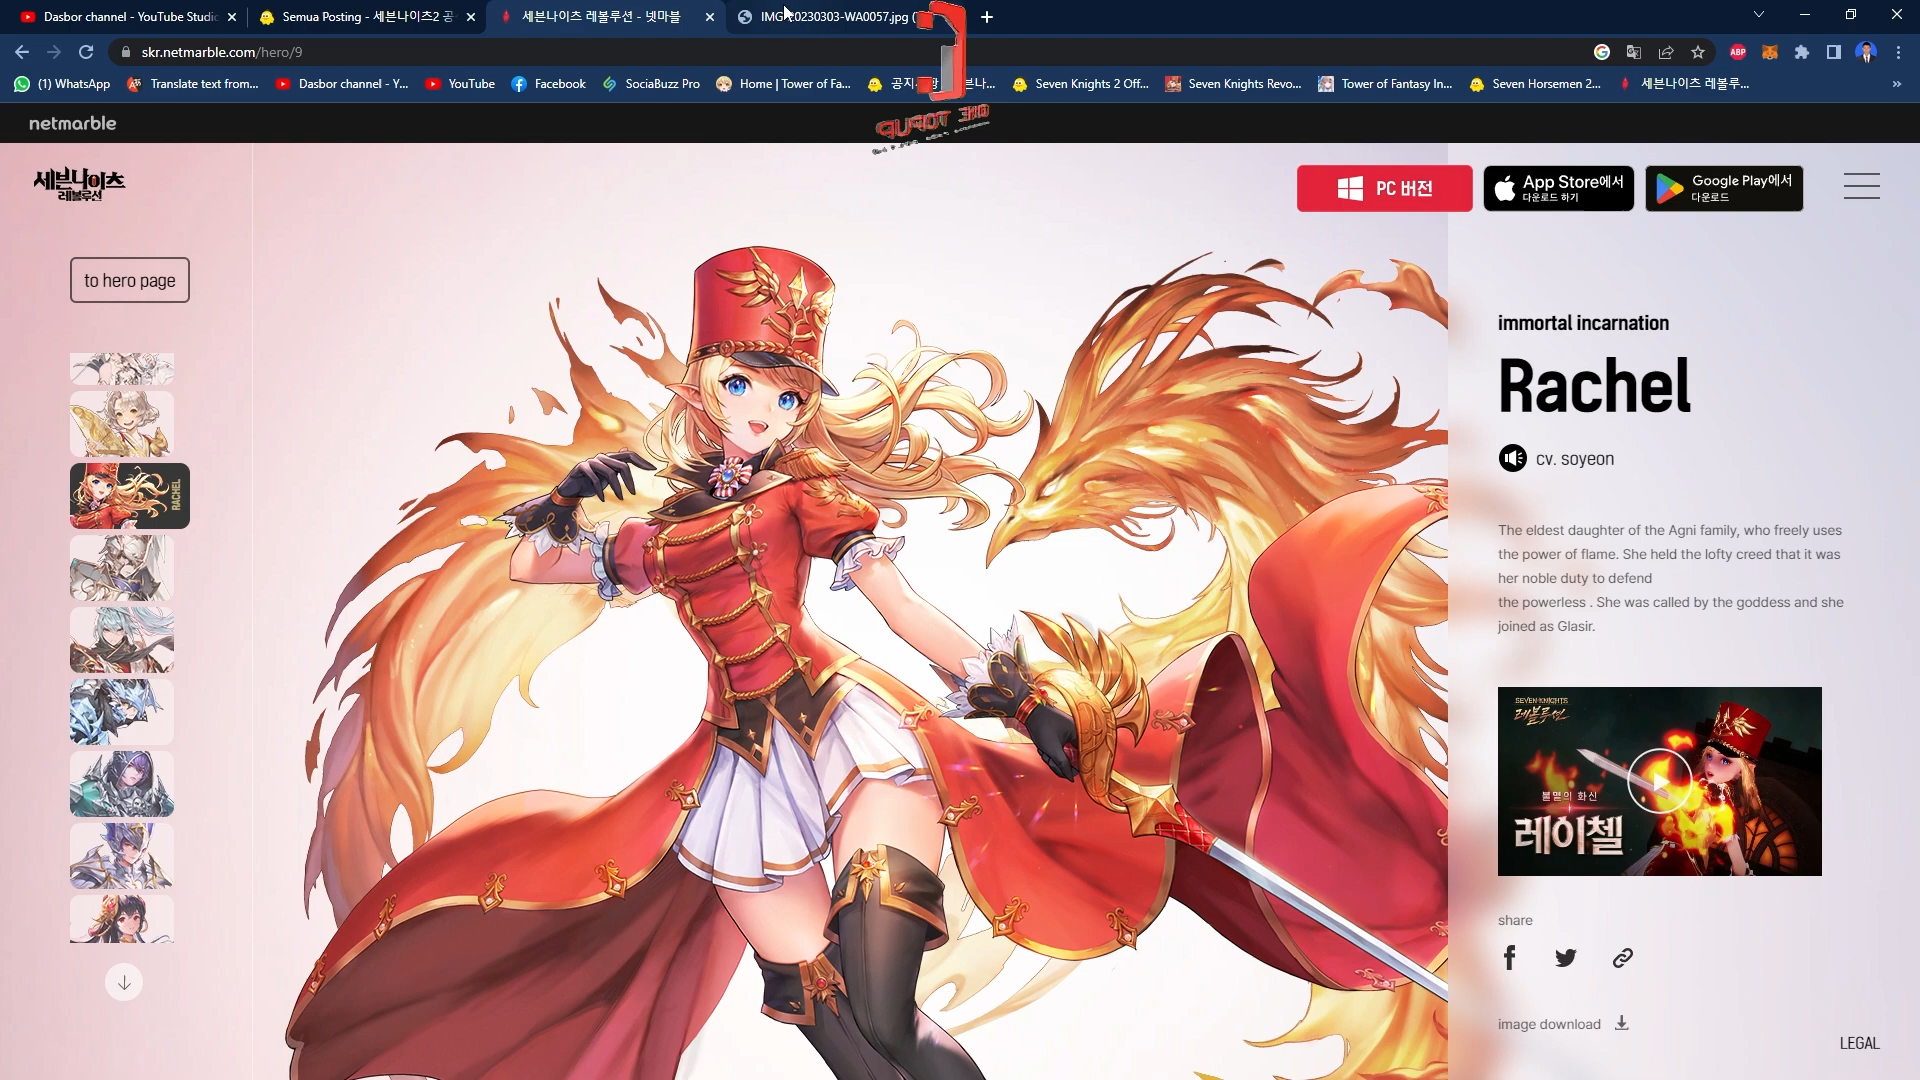 Dasbor channel - YouTube Studio
Semua Posting - 세븐나이츠2 공
세븐나이츠 레볼루션 - 넷마블
skr.netmarble.com/hero/9
ABP
(1) WhatsApp
Translate text from...
Dasbor channel - Y...
YouTube
Facebook
SociaBuzz Pro
Home | Tower of Fa...
Seven Knights 2 Off...
Seven Knights Revo...
Tower of Fantasy In...
Seven Horsemen 2...
세븐나이츠 레볼루...
netmarble
세븐나이츠
레볼루션
PC 버전
App Store에서
다운로드 하기
Google Play에서
다운로드
to hero page
RACHEL
immortal incarnation
Rachel
cv. soyeon
The eldest daughter of the Agni family, who freely uses
the power of flame. She held the lofty creed that it was
her noble duty to defend
the powerless . She was called by the goddess and she
joined as Glasir.
SEVEN KNIGHTS
레볼루션
불멸의 화신
레이첼
share
image download
LEGAL